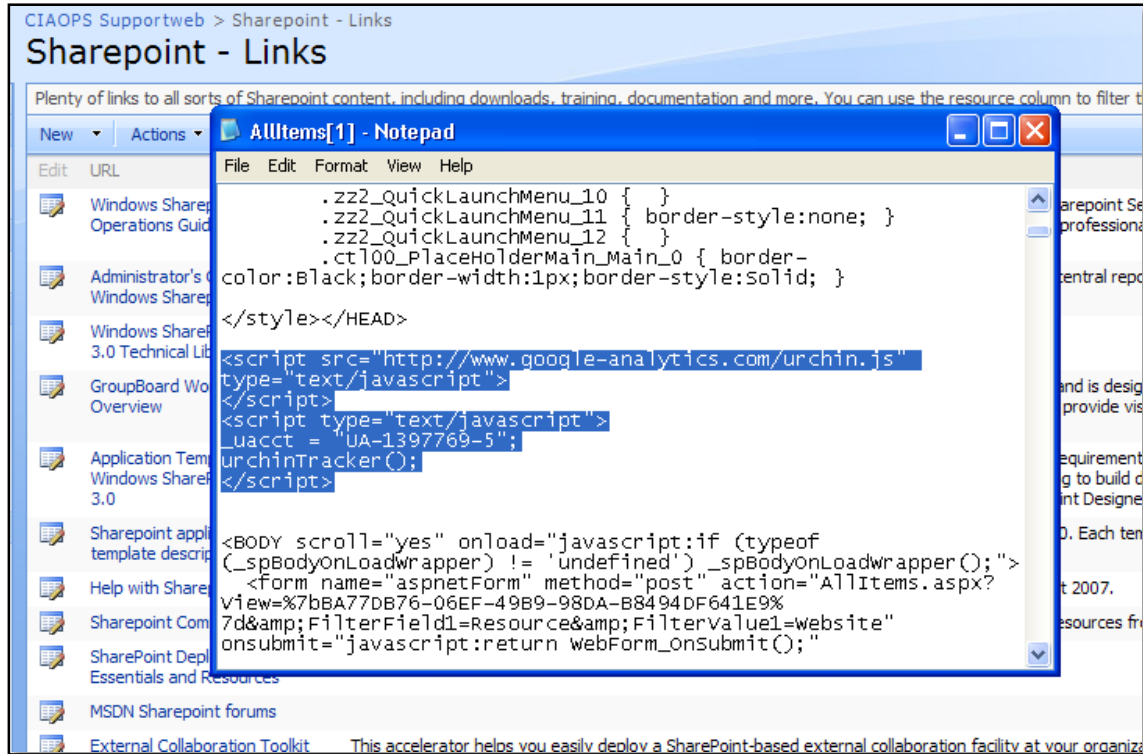 CIAOPS Supportweb > Sharepoint - Links
Sharepoint - Links
Plenty of links to all sorts of Sharepoint content, including downloads, training, documentation and more. You can use the resource column to filter t
New Actions
Edit URL
Windows Sharep
Operations Guid
arepoint Se
professiona
Administrator's
Windows Sharep
entral repo
Windows ShareP
3.0 Technical Lib
GroupBoard Wo
Overview
and is desig
provide vis
Application Temp
Windows ShareP
3.0
equirement
g to build c
int Designe
Sharepoint appli
template descrip
0. Each tem
Help with Sharep
t 2007.
Sharepoint Com
esources fro
SharePoint Depl
Essentials and Resources
MSDN Sharepoint forums
External Collaboration Toolkit This accelerator helps you easily deploy a SharePoint-based external collaboration facility at your organiz
AllItems[1] - Notepad
File Edit Format View Help
.zz2_QuickLaunchMenu_10 { }
.zz2_QuickLaunchMenu_11 { border-style:none; }
.zz2_QuickLaunchMenu_12 { }
.ctl00_PlaceHolderMain_Main_0 { border-
color:Black;border-width:1px;border-style:Solid; }
</style></HEAD>
<script src="http://www.google-analytics.com/urchin.js"
type="text/javascript">
</script>
<script type="text/javascript">
_uacct = "UA-1397769-5";
urchinTracker();
</script>
<BODY scroll="yes" onload="javascript:if (typeof
(_spBodyOnLoadWrapper) != 'undefined') _spBodyOnLoadWrapper();">
<form name="aspnetForm" method="post" action="AllItems.aspx?
View=%7bBA77DB76-06EF-49B9-98DA-B8494DF641E9%
7d&amp;FilterField1=Resource&amp;FilterValue1=Website"
onsubmit="javascript:return WebForm_OnSubmit();"